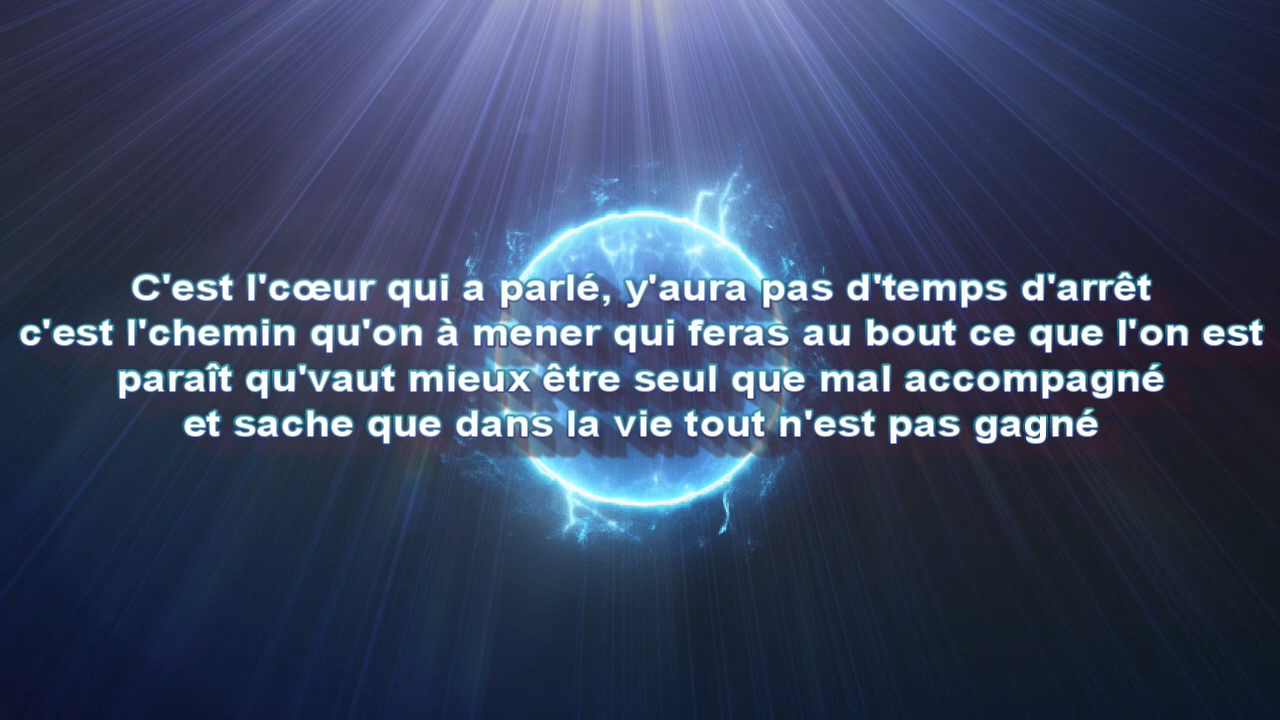 C'est l'cœur qui a parlé, y'aura pas d'temps d'arrêt
c'est l'chemin qu'on à mener qui feras au bout ce que l'on est
paraît qu'vaut mieux être seul que mal accompagné
et sache que dans la vie tout n'est pas gagné